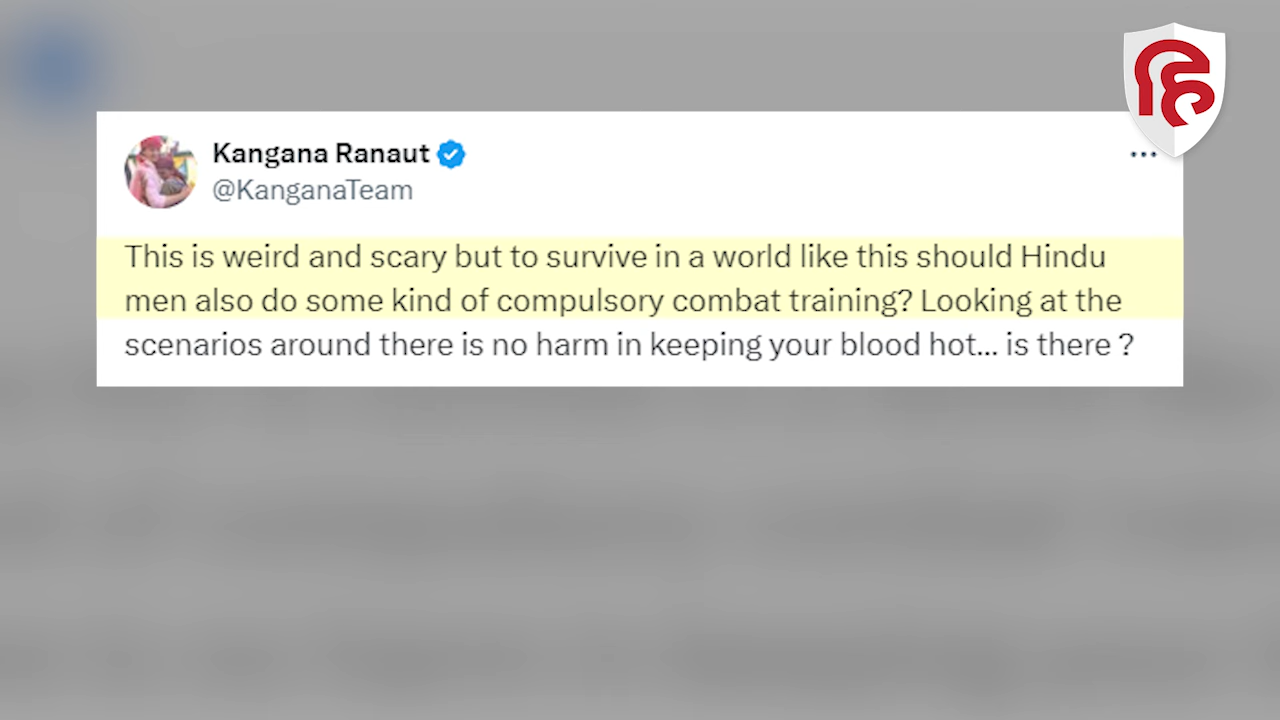 Kangana Ranaut
@KanganaTeam
This is weird and scary but to survive in a world like this should Hindu
men also do some kind of compulsory combat training? Looking at the
scenarios around there is no harm in keeping your blood hot... is there ?